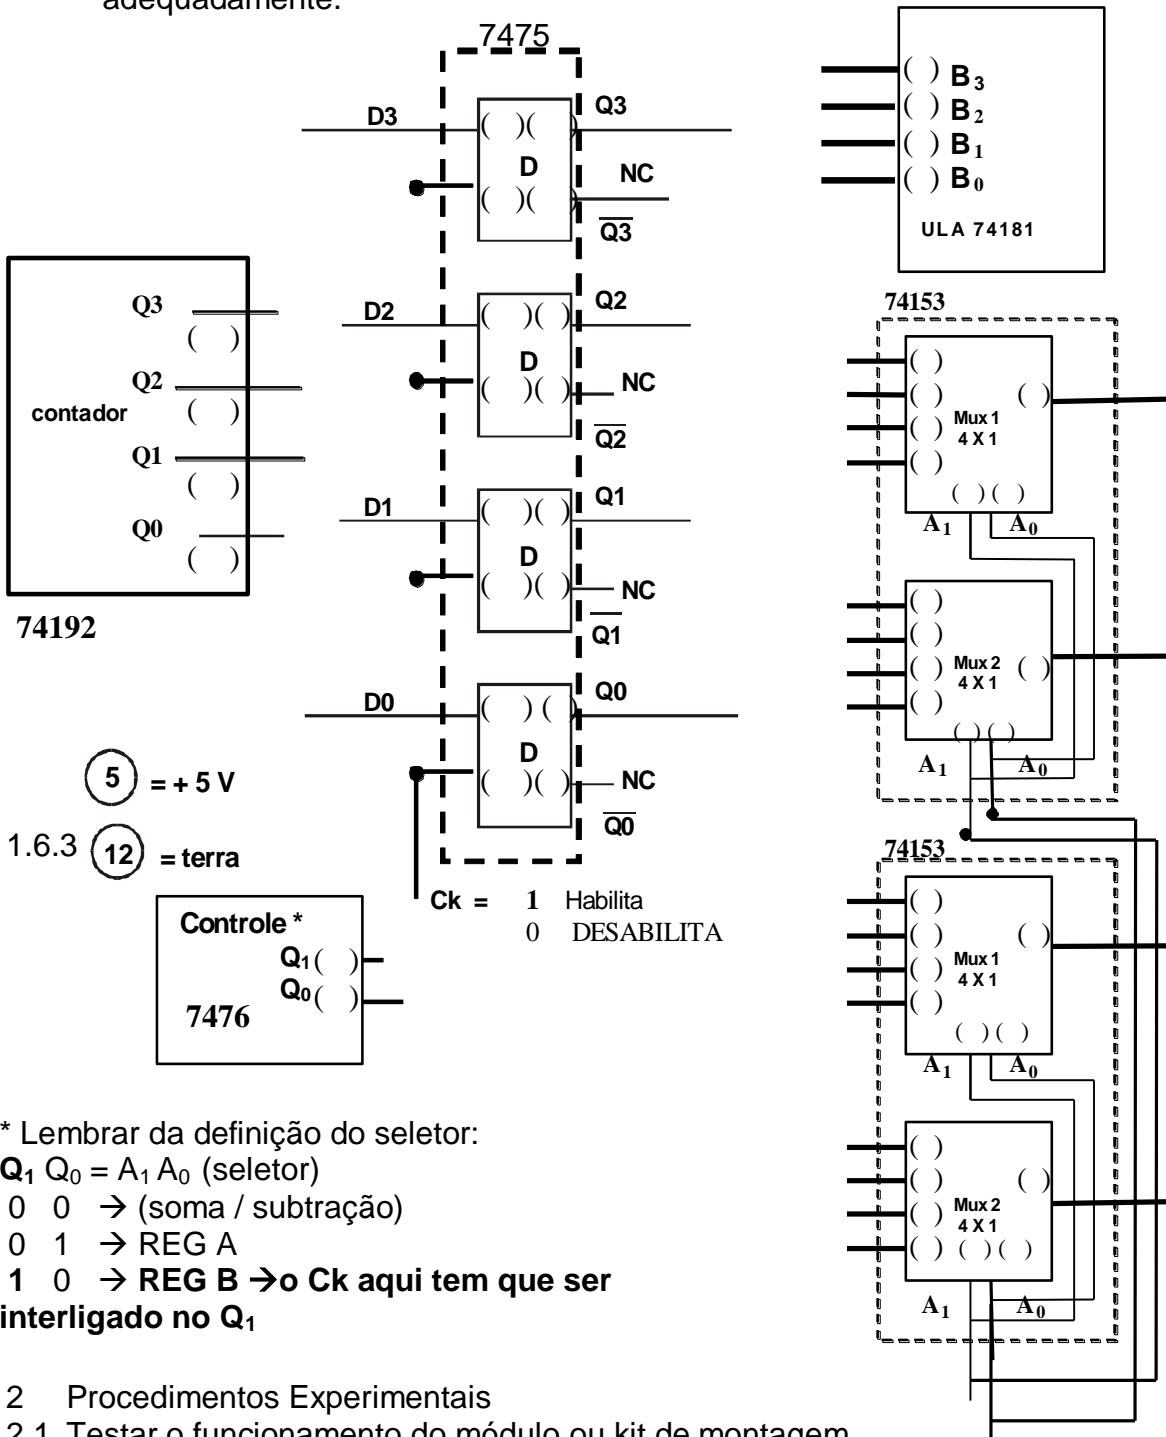 adequadamente.
7475
D3
( )( )
Q3
D
NC
( )( )
Q3
D2
( )( )
Q2
D
NC
( )( )
Q2
D1
( )( )
Q1
D
NC
( )( )
Q1
D0
( )( )
Q0
D
NC
( )( )
Q0
Ck = 1 Habilita
0 DESABILITA
Q3
( )
Q2
( )
contador
Q1
( )
Q0
( )
74192
5 = + 5 V
1.6.3 12 = terra
Controle *
Q1 ( )
Q0 ( )
7476
( ) B3
( ) B2
( ) B1
( ) B0
ULA 74181
74153
( )
( ) ( )
Mux 1
( ) 4 X 1
( )
( ) ( )
A1 A0
( )
( )
( ) Mux 2 ( )
4 X 1
( )
( ) ( )
A1 A0
74153
( )
( ) ( )
Mux 1
( ) 4 X 1
( )
( ) ( )
A1 A0
( )
( ) ( )
Mux 2
( ) 4 X 1
( ) ( ) ( )
A1 A0
* Lembrar da definição do seletor:
Q1 Q0 = A1 A0 (seletor)
0 0 → (soma / subtração)
0 1 → REG A
1 0 → REG B →o Ck aqui tem que ser
interligado no Q1
2 Procedimentos Experimentais
2.1 Testar o funcionamento do módulo ou kit de montagem